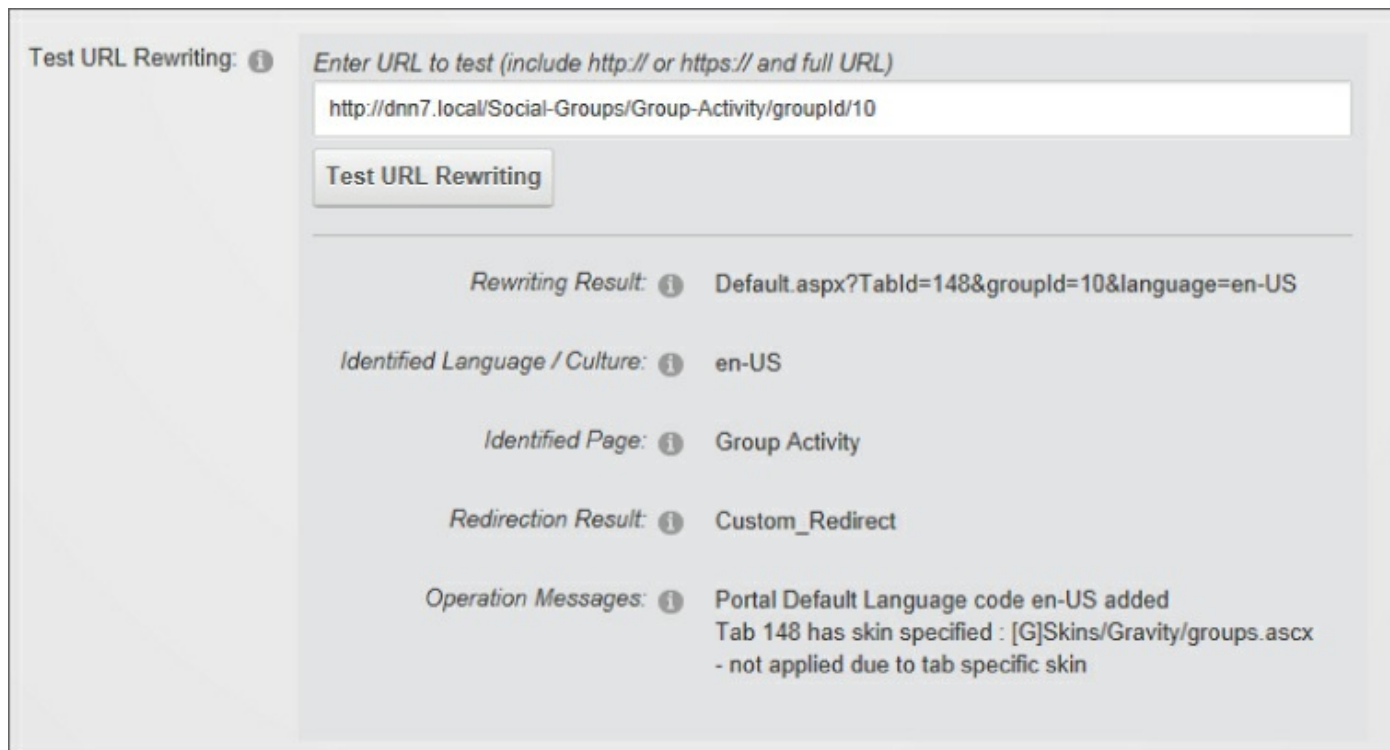 Test URL Rewriting:
Enter URL to test (include http:// or https:// and full URL)
http://dnn7.local/Social-Groups/Group-Activity/groupId/10
Test URL Rewriting
Rewriting Result: Default.aspx?TabId=148&groupId=10&language=en-US
Identified Language / Culture: en-US
Identified Page: Group Activity
Redirection Result: Custom_Redirect
Operation Messages: Portal Default Language code en-US added
Tab 148 has skin specified : [G]Skins/Gravity/groups.ascx
- not applied due to tab specific skin